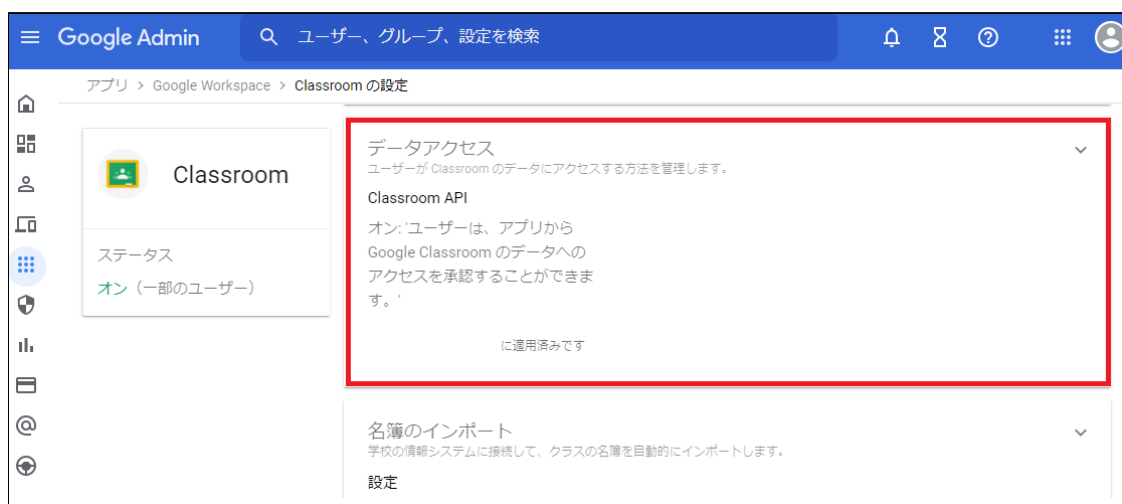 Google Admin
ユーザー、グループ、設定を検索
アプリ > Google Workspace > Classroom の設定
Classroom
ステータス
オン（一部のユーザー）
データアクセス
ユーザーが Classroom のデータにアクセスする方法を管理します。
Classroom API
オン: 'ユーザーは、アプリから
Google Classroom のデータへの
アクセスを承認することができま
す。'
に適用済みです
名簿のインポート
学校の情報システムに接続して、クラスの名簿を自動的にインポートします。
設定